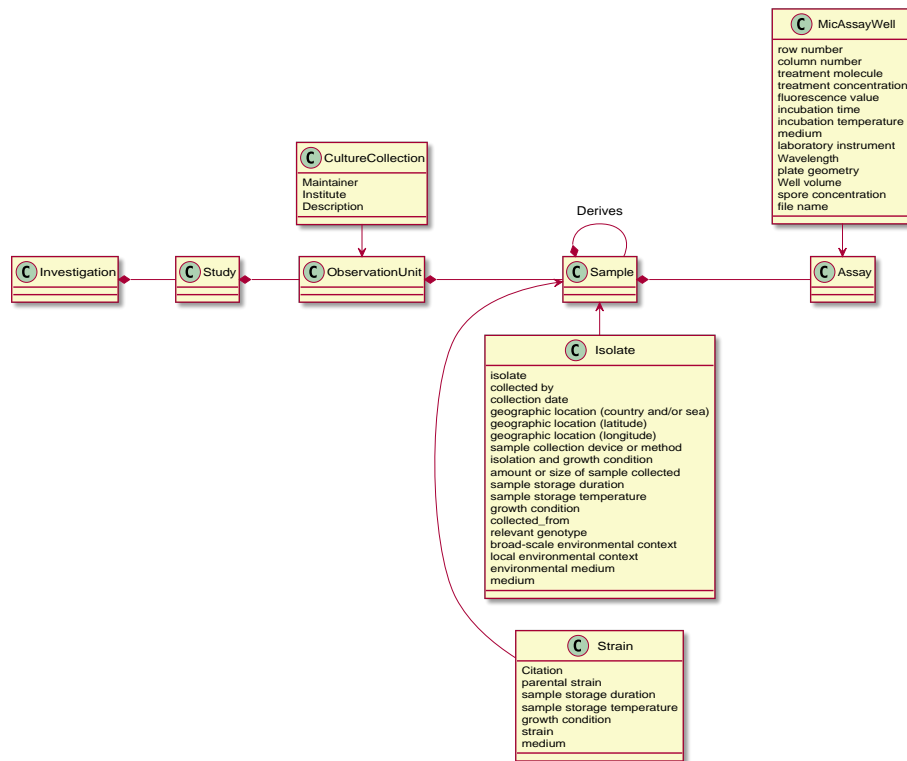 C MicAssayWell
row number
column number
treatment molecule
treatment concentration
fluorescence value
incubation time
incubation temperature
medium
laboratory instrument
Wavelength
plate geometry
Well volume
spore concentration
file name
C CultureCollection
Maintainer
Institute
Description
Derives
C Investigation
C Study
C ObservationUnit
C Sample
C Assay
C Isolate
isolate
collected by
collection date
geographic location (country and/or sea)
geographic location (latitude)
geographic location (longitude)
sample collection device or method
isolation and growth condition
amount or size of sample collected
sample storage duration
sample storage temperature
growth condition
collected_from
relevant genotype
broad-scale environmental context
local environmental context
environmental medium
medium
C Strain
Citation
parental strain
sample storage duration
sample storage temperature
growth condition
strain
medium